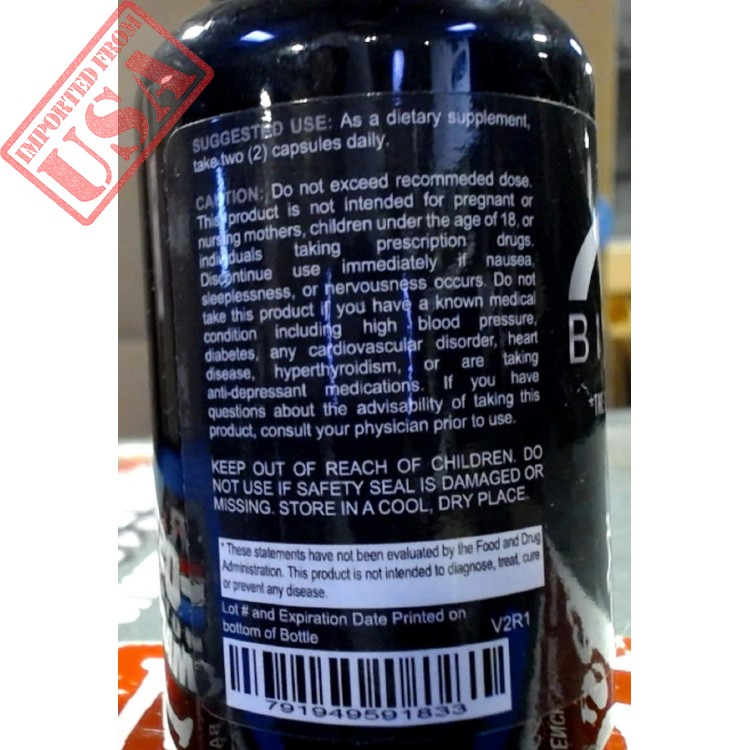 IMPORTED FROM
USA
SUGGESTED USE: As a dietary supplement,
take two (2) capsules daily.
CAUTION: Do not exceed recommeded dose.
This product is not intended for pregnant or
nursing mothers, children under the age of 18, or
individuals taking prescription drugs.
Discontinue use immediately if nausea,
sleeplessness, or nervousness occurs. Do not
take this product if you have a known medical
condition including high blood pressure,
diabetes, any cardiovascular disorder, heart
disease, hyperthyroidism, or are taking
anti-depressant medications. If you have
questions about the advisability of taking this
product, consult your physician prior to use.
KEEP OUT OF REACH OF CHILDREN. DO
NOT USE IF SAFETY SEAL IS DAMAGED OR
MISSING. STORE IN A COOL, DRY PLACE.
* These statements have not been evaluated by the Food and Drug
Administration. This product is not intended to diagnose, treat, cure
or prevent any disease.
Lot # and Expiration Date Printed on
bottom of Bottle
V2R1
791949591833